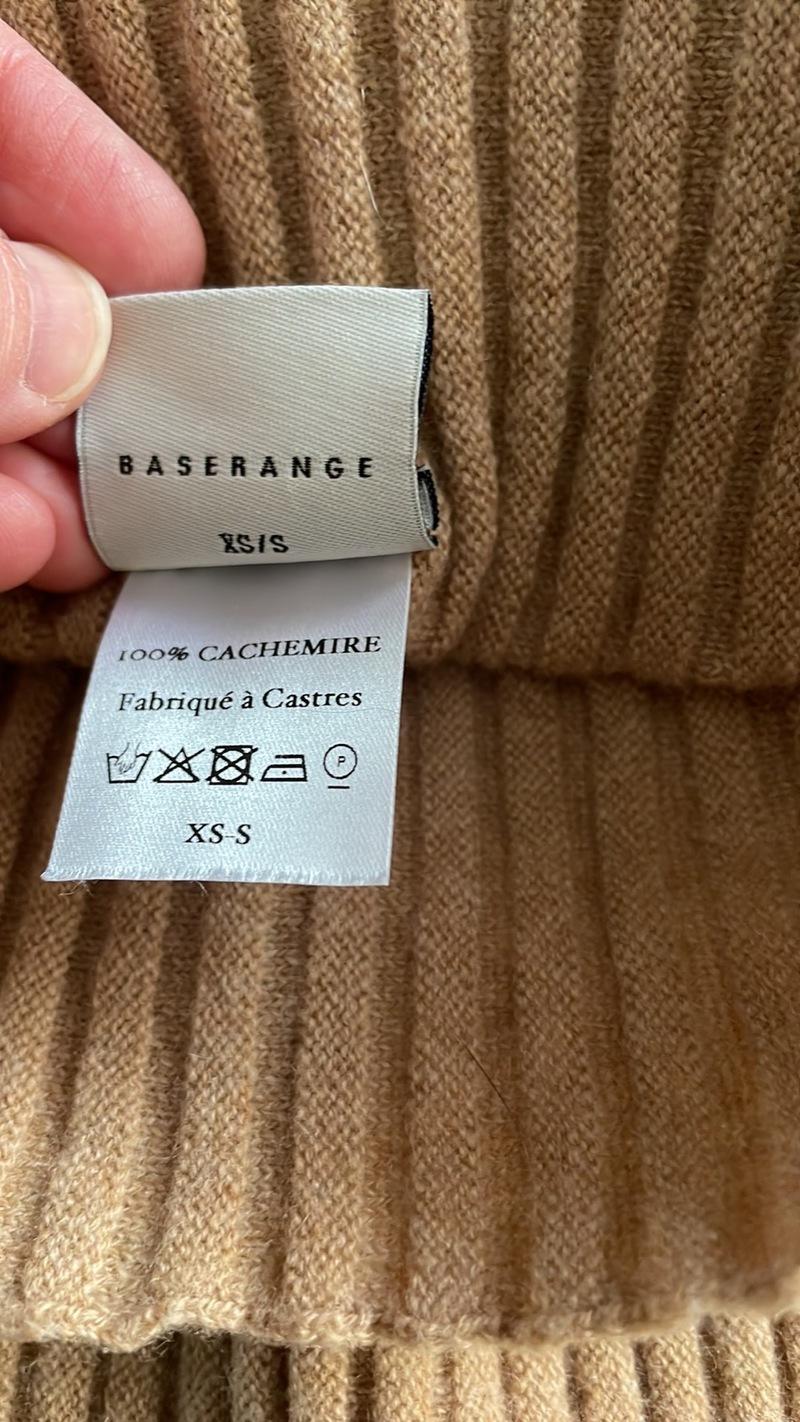 BASERANGE
XS/S
100% CACHEMIRE
Fabriqué à Castres
P
XS-S